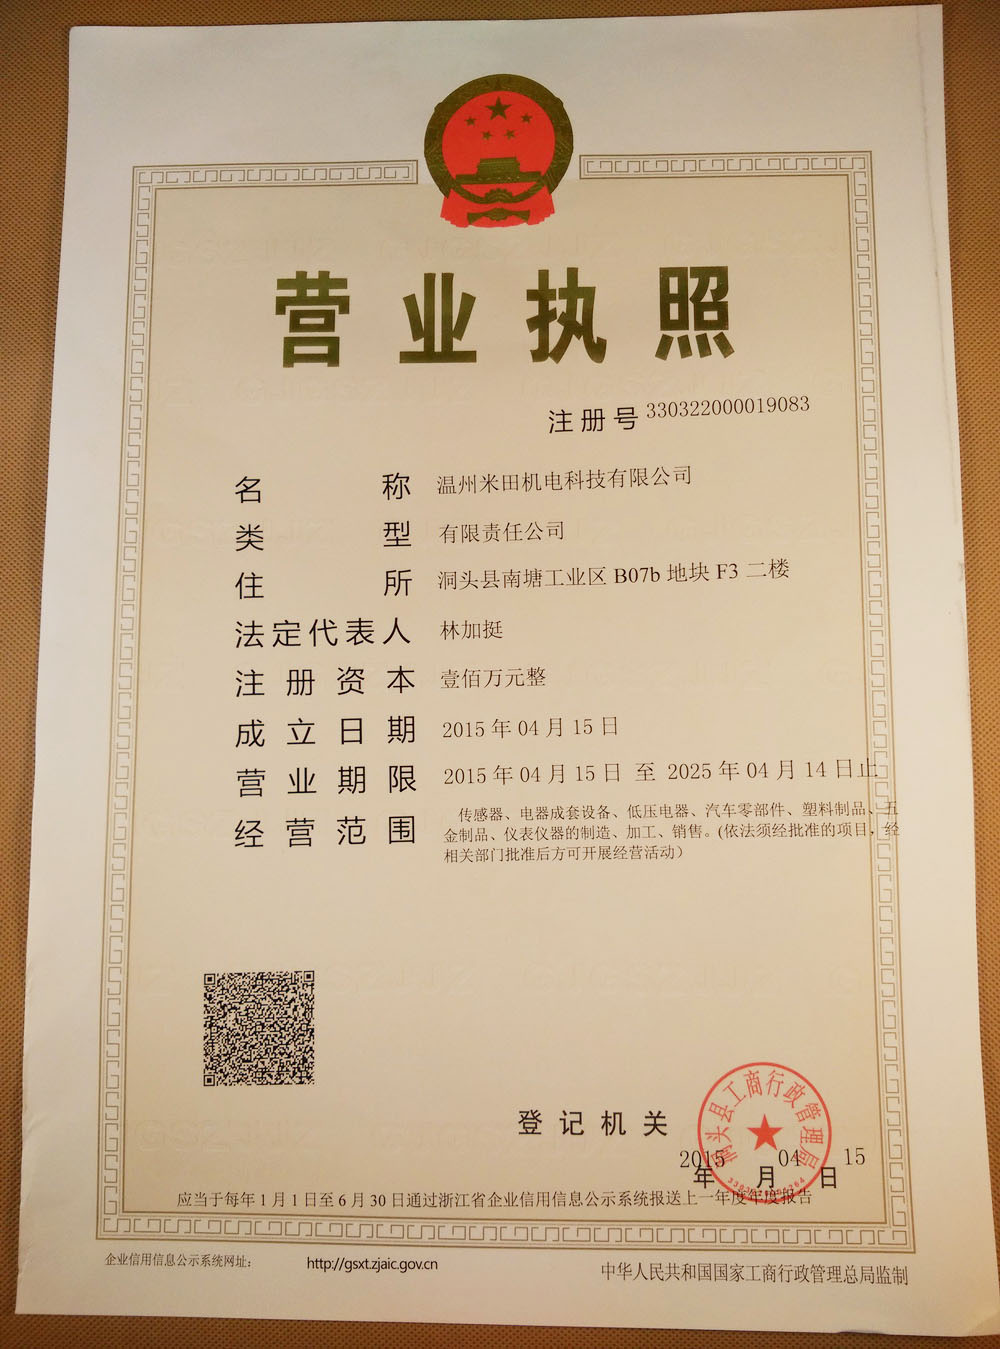 营业执照
注册号 330322000019083
名称 温州米田机电科技有限公司
类型 有限责任公司
住所 洞头县南塘工业区 B07b 地块 F3 二楼
法定代表人 林加挺
注册资本 壹佰万元整
成立日期 2015 年 04 月 15 日
营业期限 2015 年 04 月 15 日 至 2025 年 04 月 14 日止
经营范围 传感器、电器成套设备、低压电器、汽车零部件、塑料制品、五
金制品、仪表仪器的制造、加工、销售。(依法须经批准的项目，经
相关部门批准后方可开展经营活动）
登记机关
洞头县工商行政管理局
2015 年 04 月 15 日
应当于每年 1 月 1 日至 6 月 30 日通过浙江省企业信用信息公示系统报送上一年度年度报告
企业信用信息公示系统网址： http://gsxt.zjaic.gov.cn
中华人民共和国国家工商行政管理总局监制